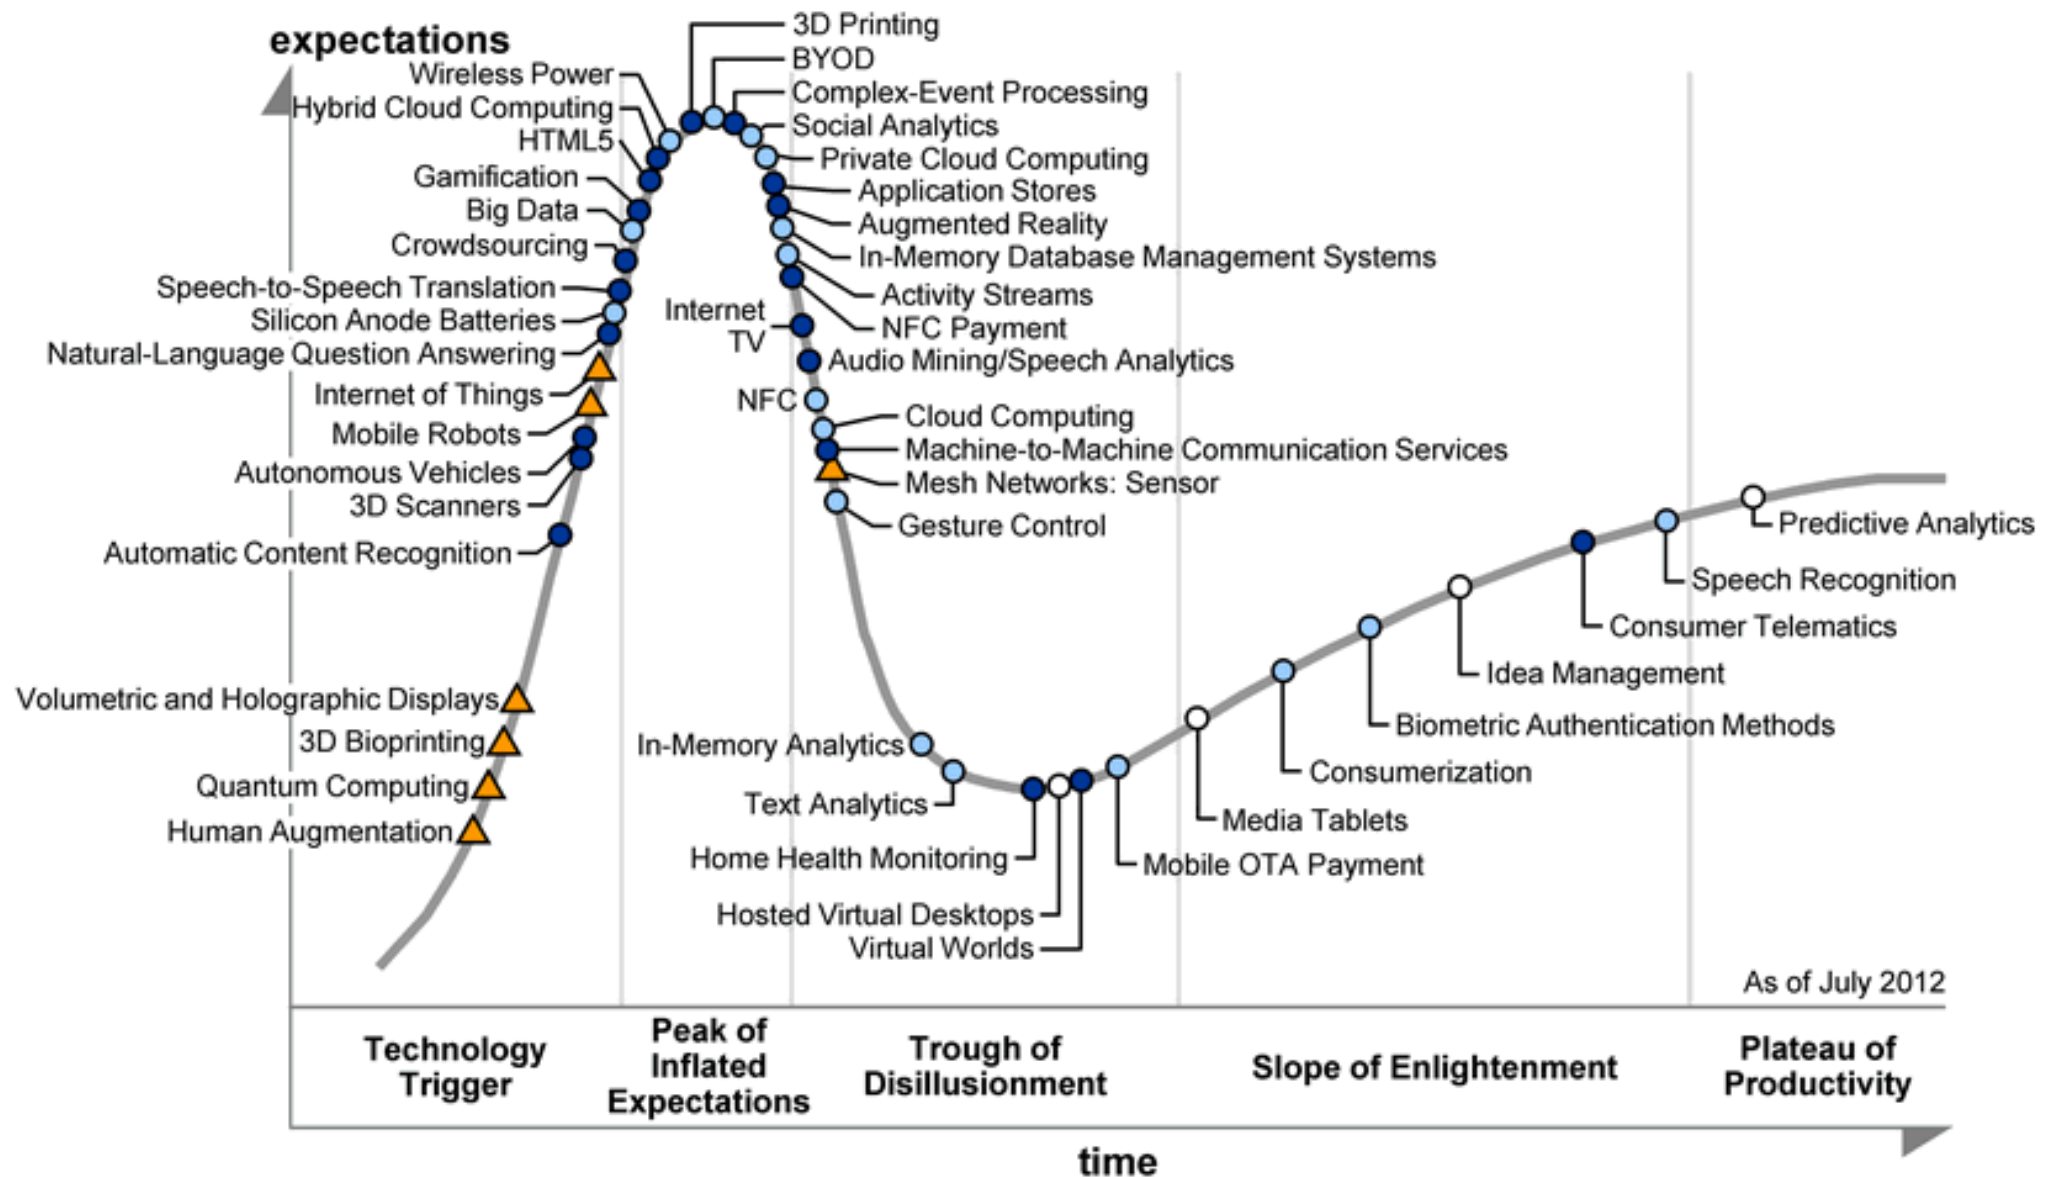 expectations
Wireless Power
Hybrid Cloud Computing
HTML5
Gamification
Big Data
Crowdsourcing
Speech-to-Speech Translation
Silicon Anode Batteries
Natural-Language Question Answering
Internet of Things
Mobile Robots
Autonomous Vehicles
3D Scanners
Automatic Content Recognition
Volumetric and Holographic Displays
3D Bioprinting
Quantum Computing
Human Augmentation
3D Printing
BYOD
Complex-Event Processing
Social Analytics
Private Cloud Computing
Application Stores
Augmented Reality
In-Memory Database Management Systems
Activity Streams
NFC Payment
Internet
TV
Audio Mining/Speech Analytics
NFC
Cloud Computing
Machine-to-Machine Communication Services
Mesh Networks: Sensor
Gesture Control
In-Memory Analytics
Text Analytics
Home Health Monitoring
Hosted Virtual Desktops
Virtual Worlds
Mobile OTA Payment
Media Tablets
Consumerization
Biometric Authentication Methods
Idea Management
Consumer Telematics
Speech Recognition
Predictive Analytics
As of July 2012
Technology
Trigger
Peak of
Inflated
Expectations
Trough of
Disillusionment
Slope of Enlightenment
Plateau of
Productivity
time